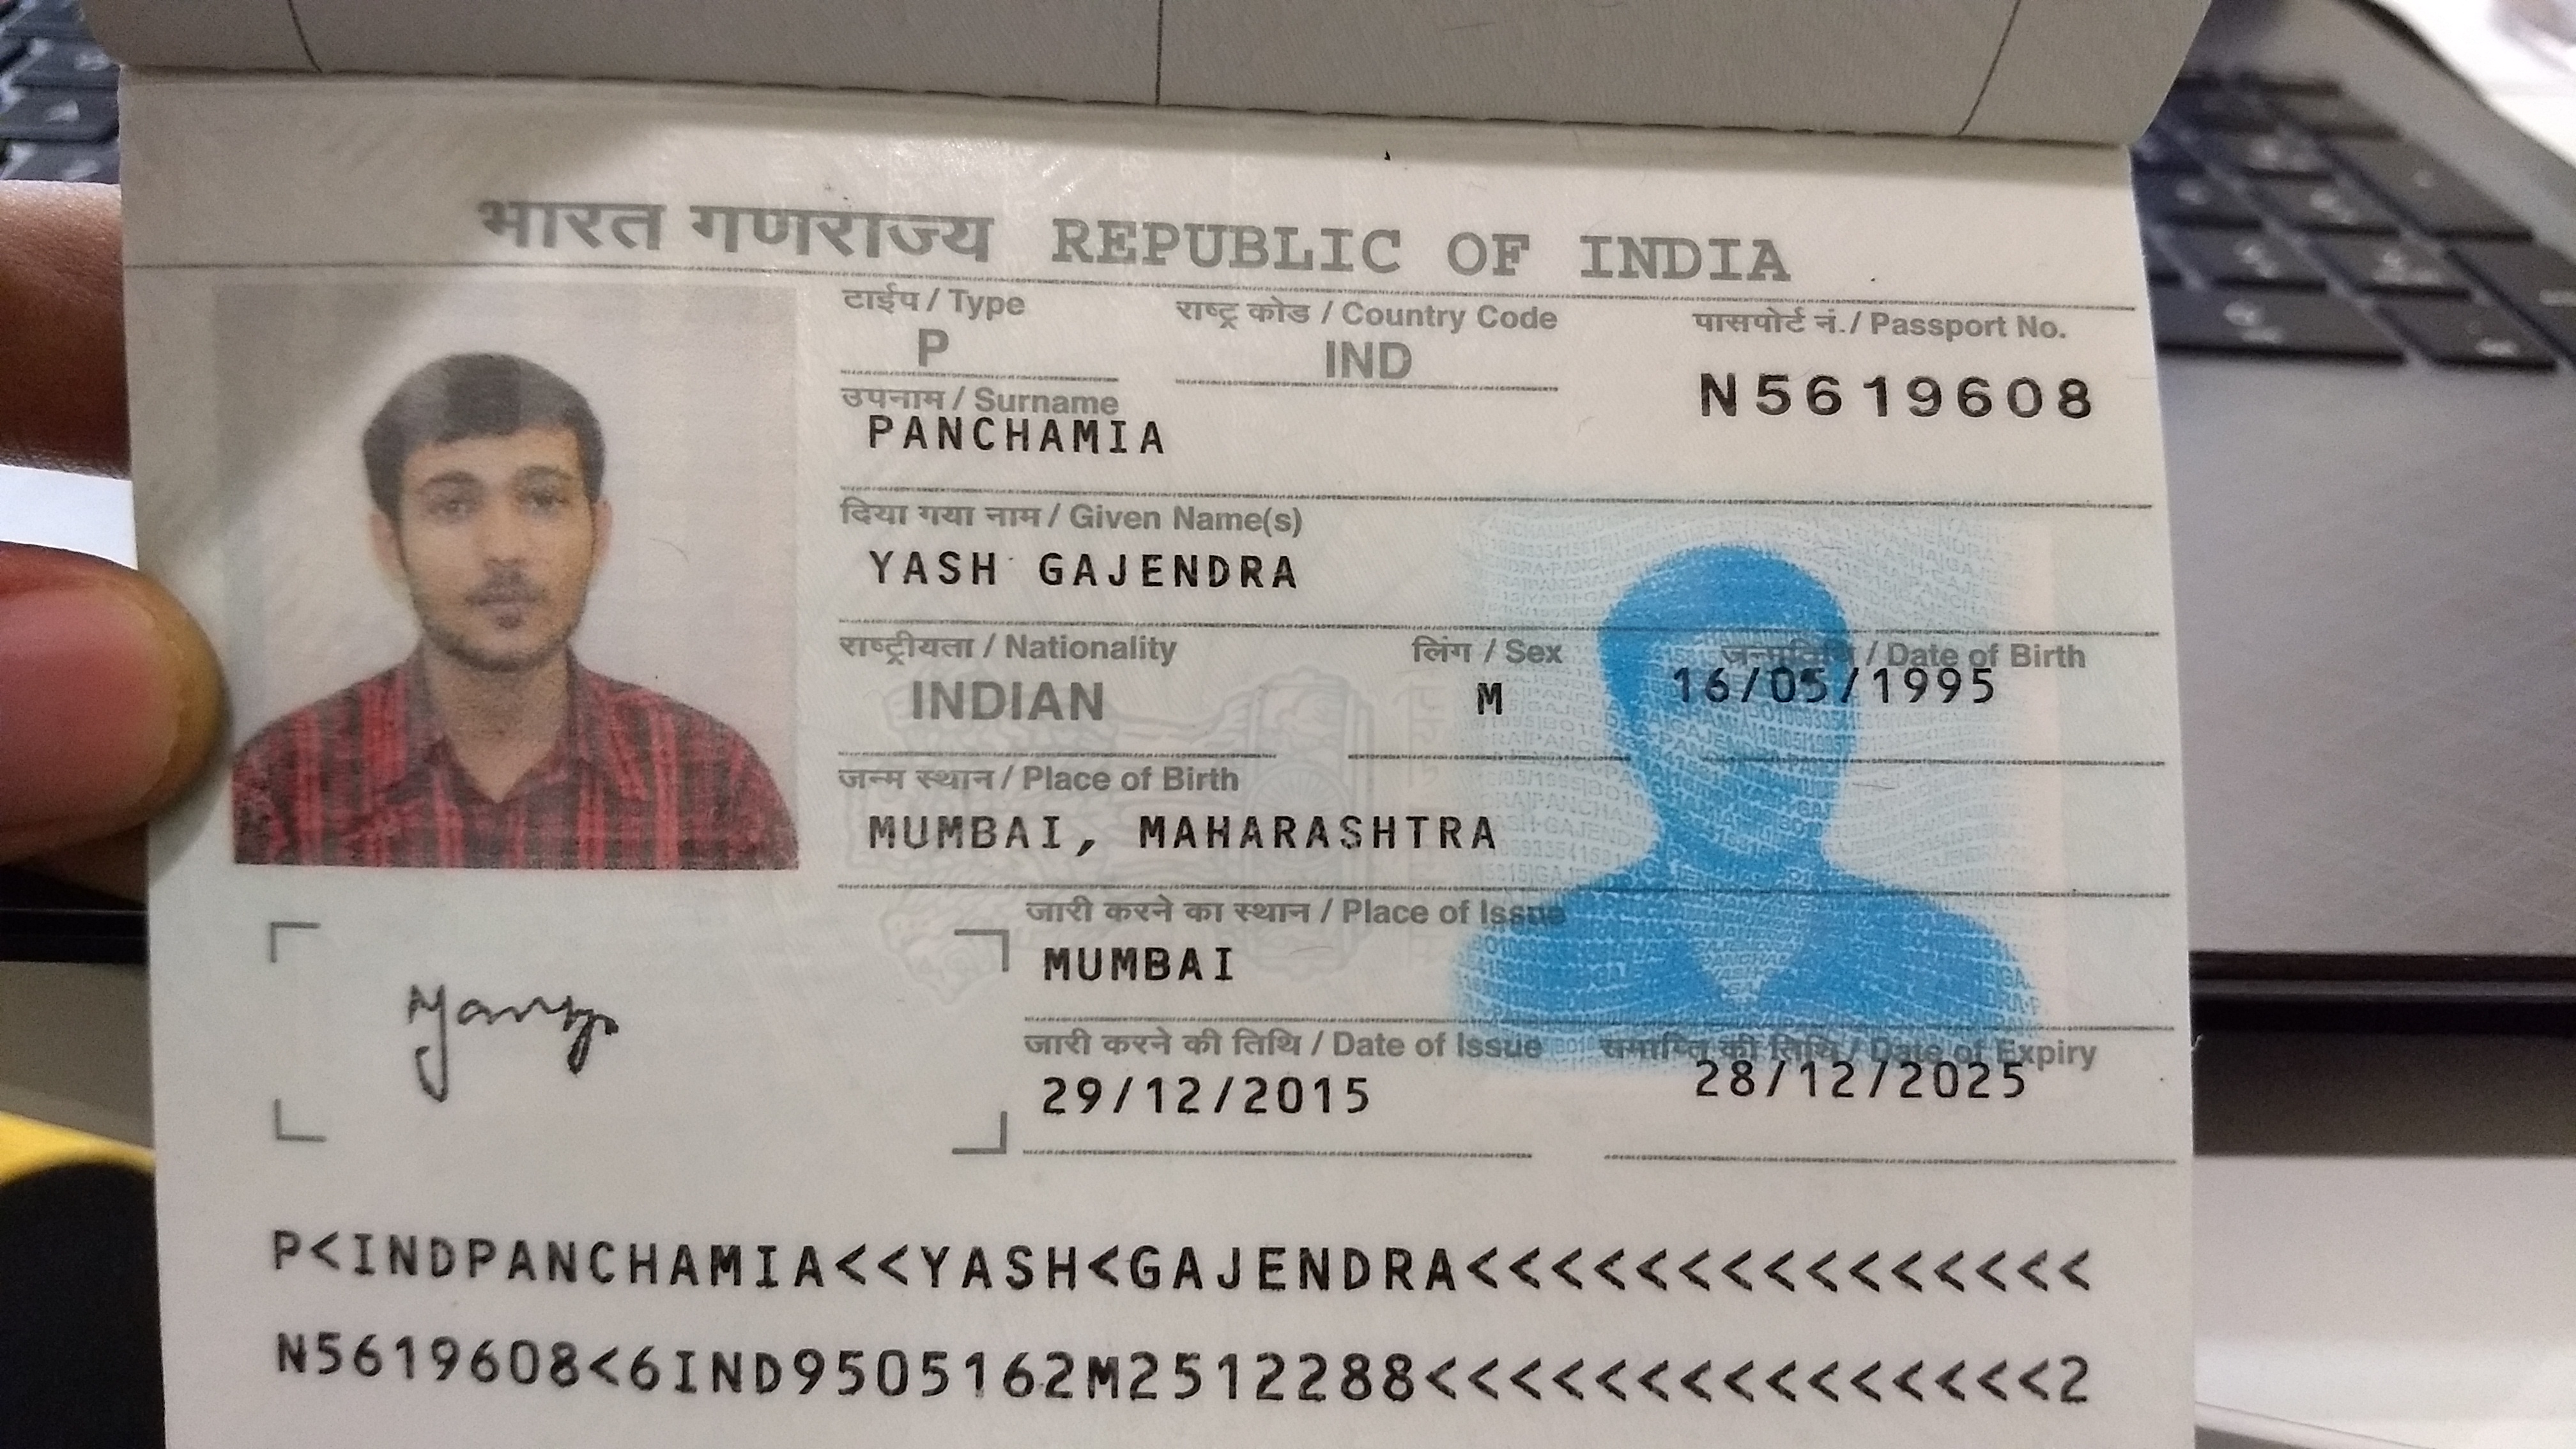 भारत गणराज्य REPUBLIC OF INDIA
टाईप / Type
राष्ट्र कोड / Country Code
पासपोर्ट नं. / Passport No.
P
IND
N5619608
उपनाम / Surname
PANCHAMIA
दिया गया नाम / Given Name(s)
YASH GAJENDRA
राष्ट्रीयता / Nationality
लिंग / Sex
जन्मतिथि / Date of Birth
INDIAN
M
16/05/1995
जन्म स्थान / Place of Birth
MUMBAI, MAHARASHTRA
जारी करने का स्थान / Place of Issue
MUMBAI
जारी करने की तिथि / Date of Issue
समाप्ति की तिथि / Date of Expiry
29/12/2015
28/12/2025
P<INDPANCHAMIA<<YASH<GAJENDRA<<<<<<<<<<<<<<<
N5619608<6IND9505162M2512288<<<<<<<<<<<<<<<2